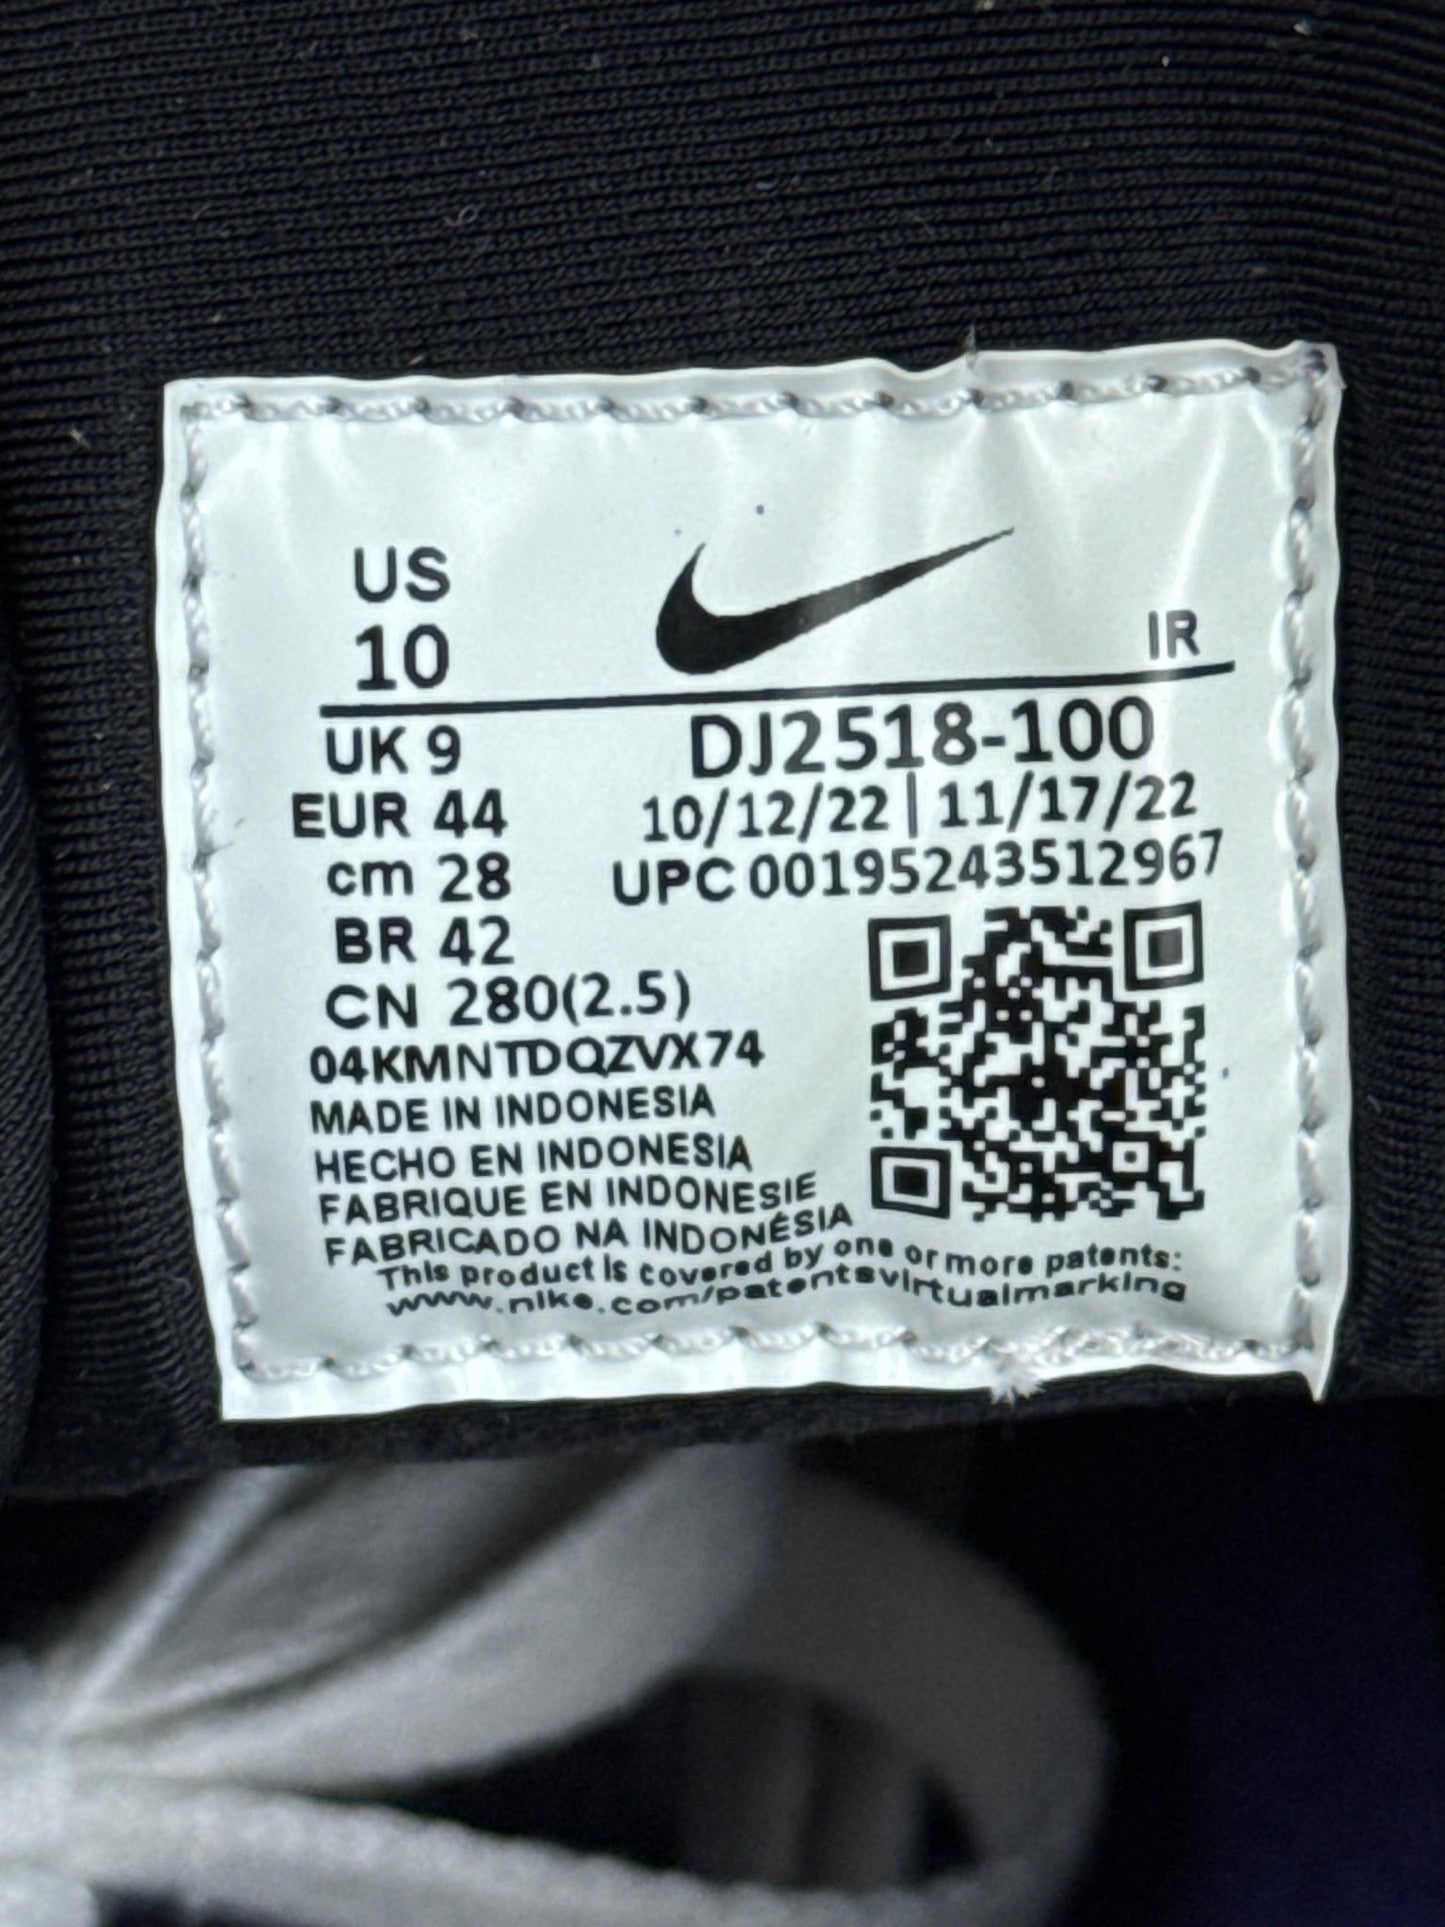 US
10
IR
UK 9
DJ2518-100
EUR 44
10/12/22 | 11/17/22
cm 28
UPC 00195243512967
BR 42
CN 280(2.5)
04KMNTDQZVX74
MADE IN INDONESIA
HECHO EN INDONESIA
FABRIQUE EN INDONESIE
FABRICADO NA INDONÉSIA
This product is covered by one or more patents:
www.nike.com/patentsvirtualmarking